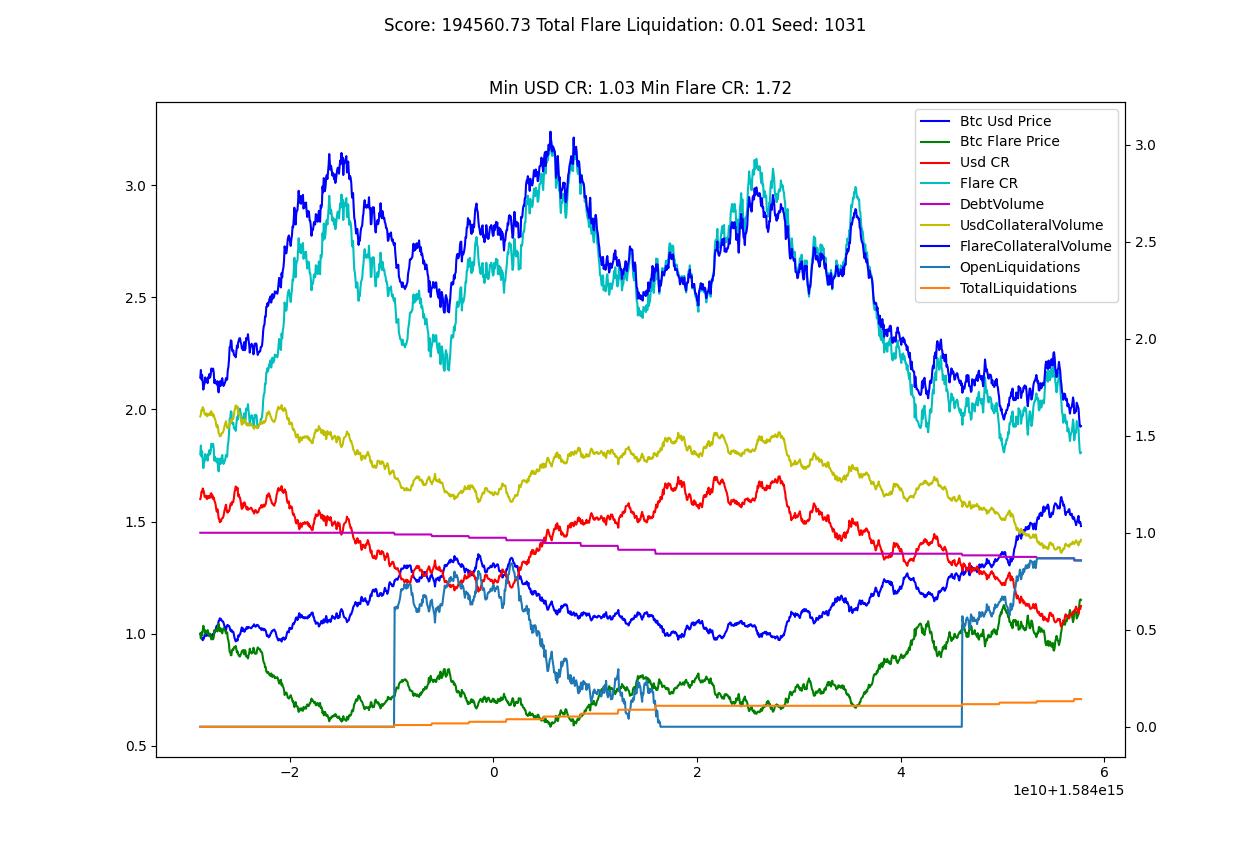 Score: 194560.73 Total Flare Liquidation: 0.01 Seed: 1031
Min USD CR: 1.03 Min Flare CR: 1.72
Btc Usd Price
Btc Flare Price
Usd CR
Flare CR
DebtVolume
UsdCollateralVolume
FlareCollateralVolume
OpenLiquidations
TotalLiquidations
3.0
2.5
2.0
1.5
1.0
0.5
3.0
2.5
2.0
1.5
1.0
0.5
0.0
−2 0 2 4 6
1e10+1.584e15